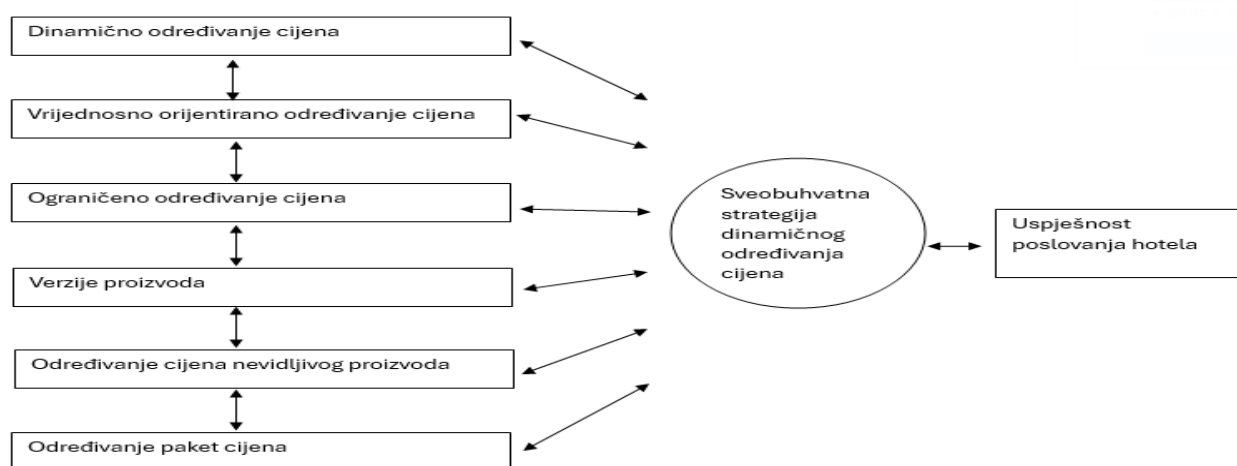 Dinamično određivanje cijena
Vrijednosno orijentirano određivanje cijena
Ograničeno određivanje cijena
Verzije proizvoda
Određivanje cijena nevidljivog proizvoda
Određivanje paket cijena
Sveobuhvatna
strategija
dinamičnog
određivanja
cijena
Uspješnost
poslovanja hotela